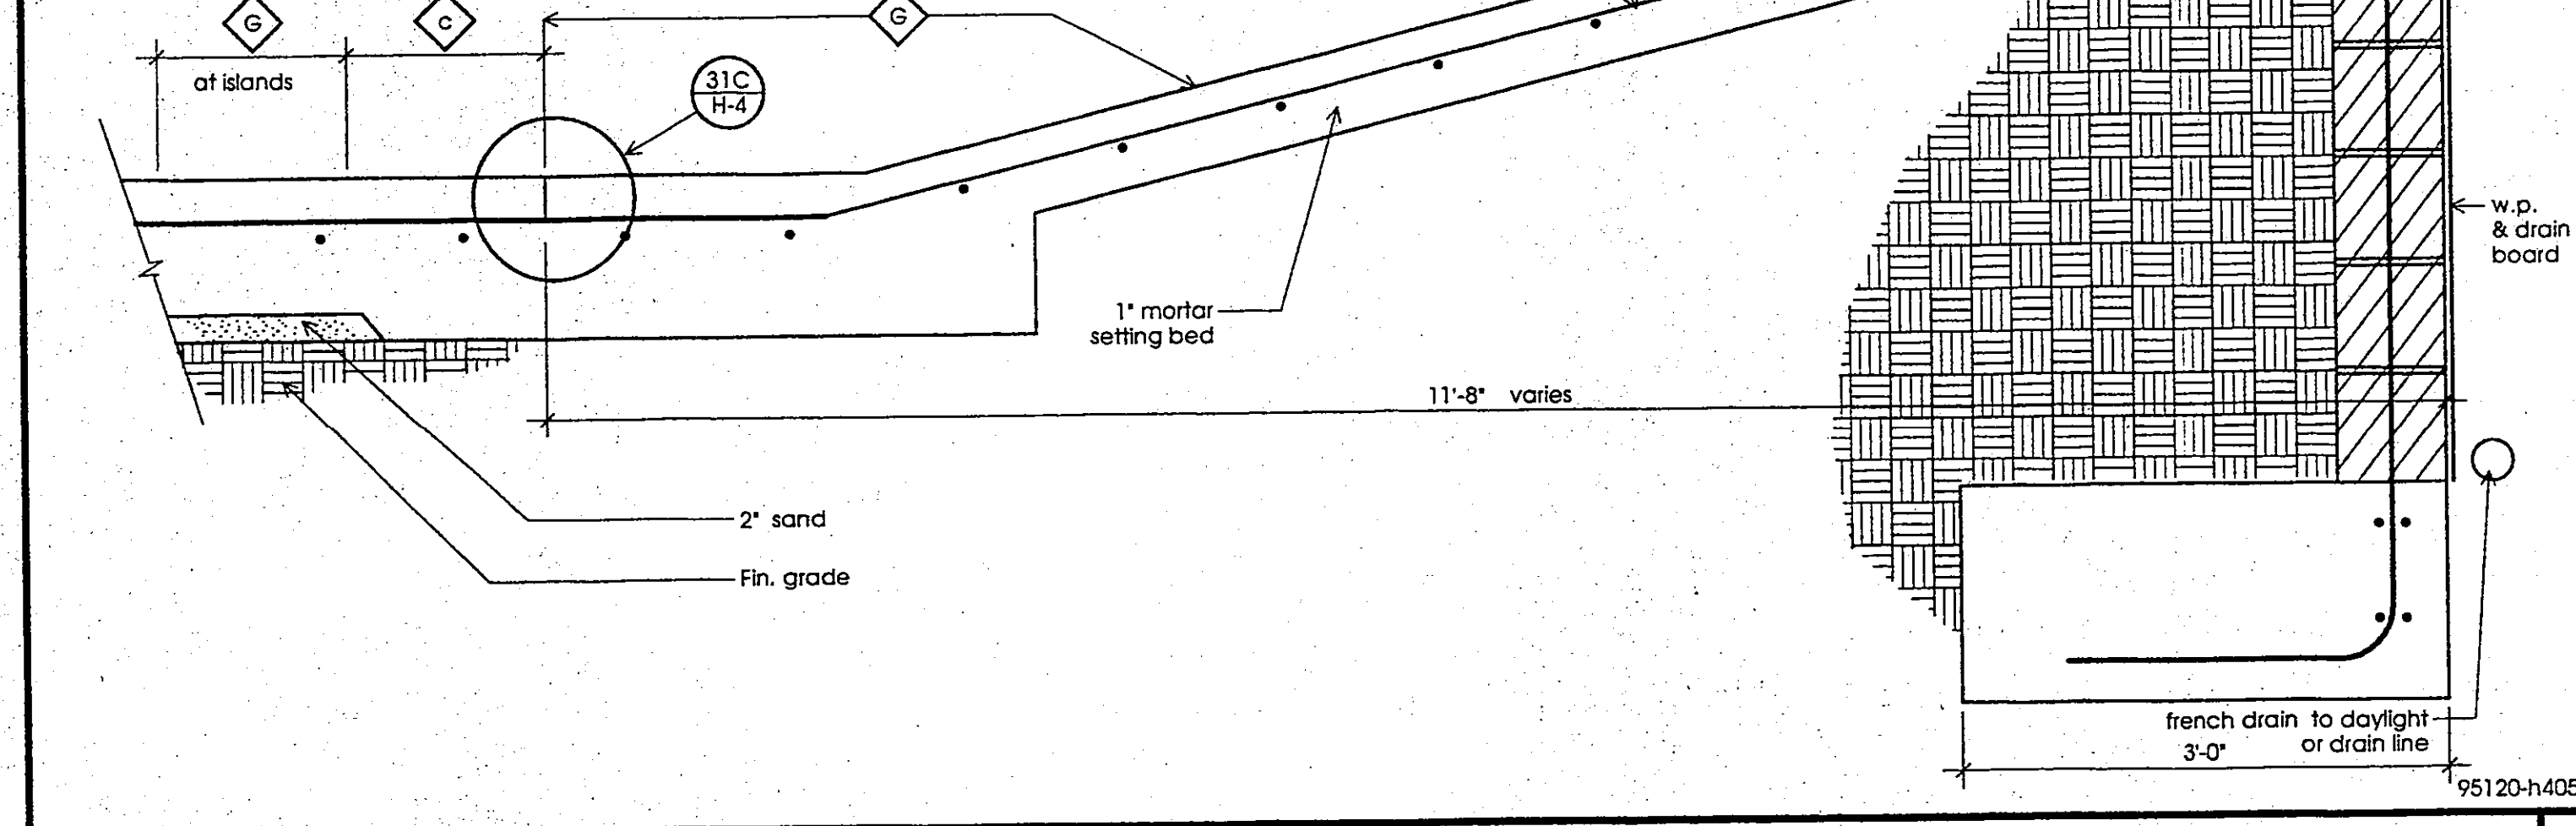 G
c
G
at islands
31C
H-4
w.p.
& drain
board
1" mortar
setting bed
11'-8" varies
2" sand
Fin. grade
french drain to daylight
or drain line
3'-0"
95120-h405